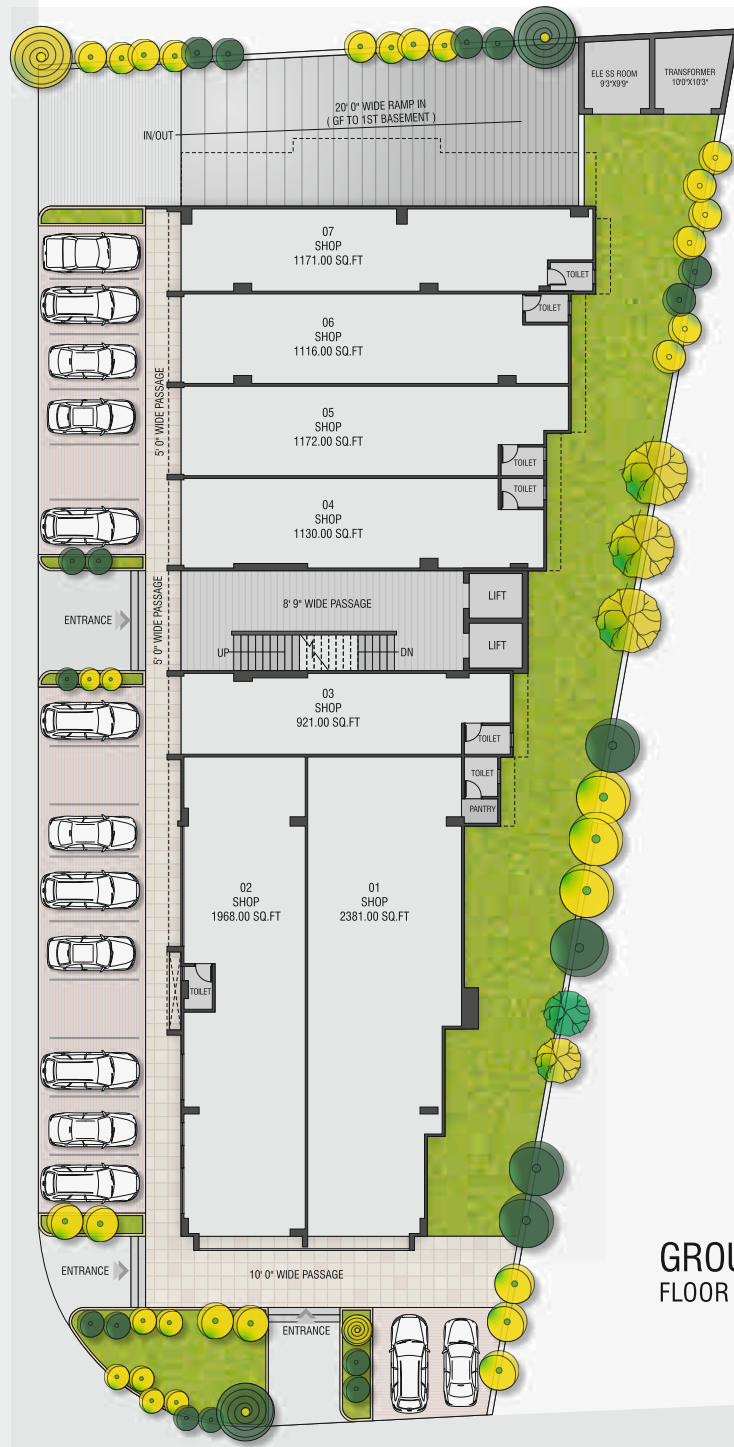 ELE SS ROOM
9'3"X9'9"
TRANSFORMER
10'0"X10'3"
20' 0" WIDE RAMP IN
( GF TO 1ST BASEMENT )
IN/OUT
07
SHOP
1171.00 SQ.FT
TOILET
06
SHOP
1116.00 SQ.FT
TOILET
5' 0" WIDE PASSAGE
05
SHOP
1172.00 SQ.FT
TOILET
04
SHOP
1130.00 SQ.FT
TOILET
5' 0" WIDE PASSAGE
ENTRANCE
8' 9" WIDE PASSAGE
LIFT
LIFT
UP
DN
03
SHOP
921.00 SQ.FT
TOILET
TOILET
PANTRY
02
SHOP
1968.00 SQ.FT
01
SHOP
2381.00 SQ.FT
TOILET
ENTRANCE
10' 0" WIDE PASSAGE
ENTRANCE
GROU
FLOOR